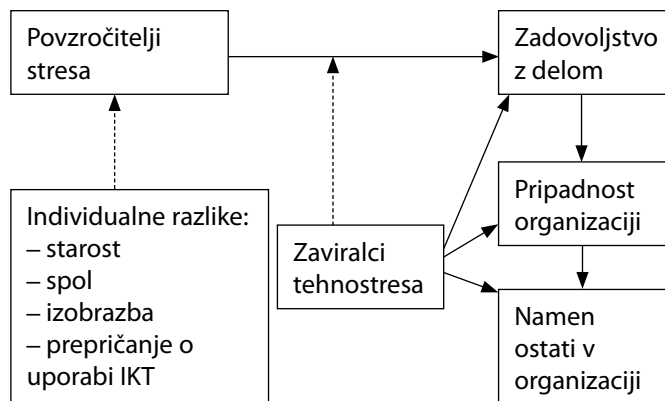 Povzročitelji
stresa
Zadovoljstvo
z delom
Individualne razlike:
– starost
– spol
– izobrazba
– prepričanje o
uporabi IKT
Zaviralci
tehnostresa
Pripadnost
organizaciji
Namen
ostati v
organizaciji